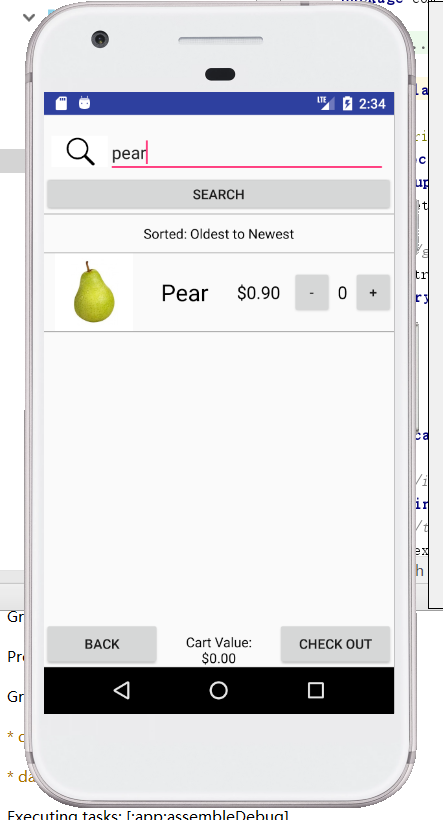 LTE 2:34
pear
SEARCH
Sorted: Oldest to Newest
Pear $0.90 - 0 +
BACK Cart Value: CHECK OUT
$0.00
Executing tasks: [:app:assembleDebug]